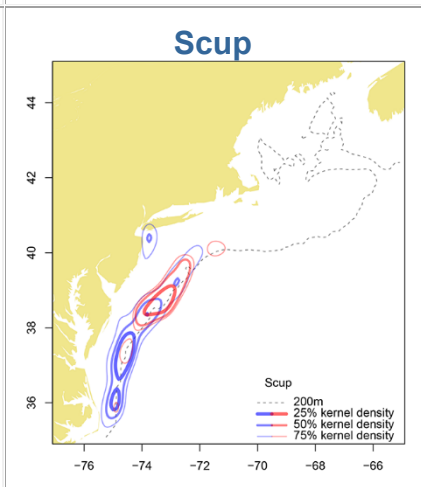 Scup
44
42
40
38
36
−76
−74
−72
−70
−68
−66
Scup
200m
25% kernel density
50% kernel density
75% kernel density